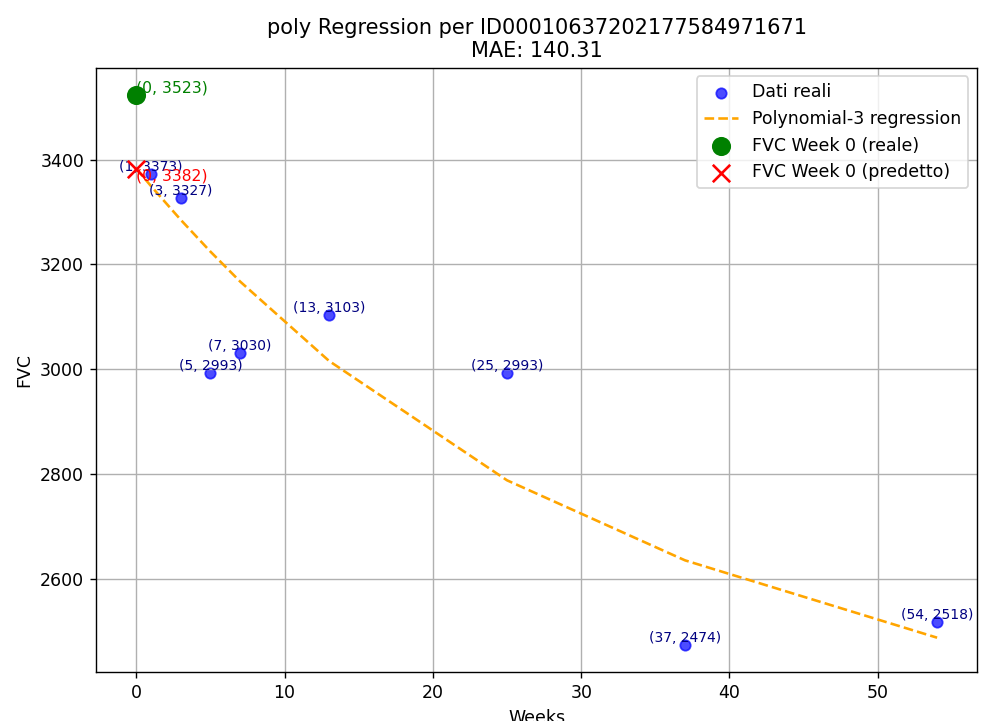 poly Regression per ID00010637202177584971671
MAE: 140.31
Dati reali
Polynomial-3 regression
FVC Week 0 (reale)
FVC Week 0 (predetto)
(0, 3523)
(1, 3373)
(0, 3382)
(3, 3327)
(13, 3103)
(7, 3030)
(5, 2993)
(25, 2993)
(54, 2518)
(37, 2474)
3400
3200
3000
2800
2600
FVC
0 10 20 30 40 50
Weeks